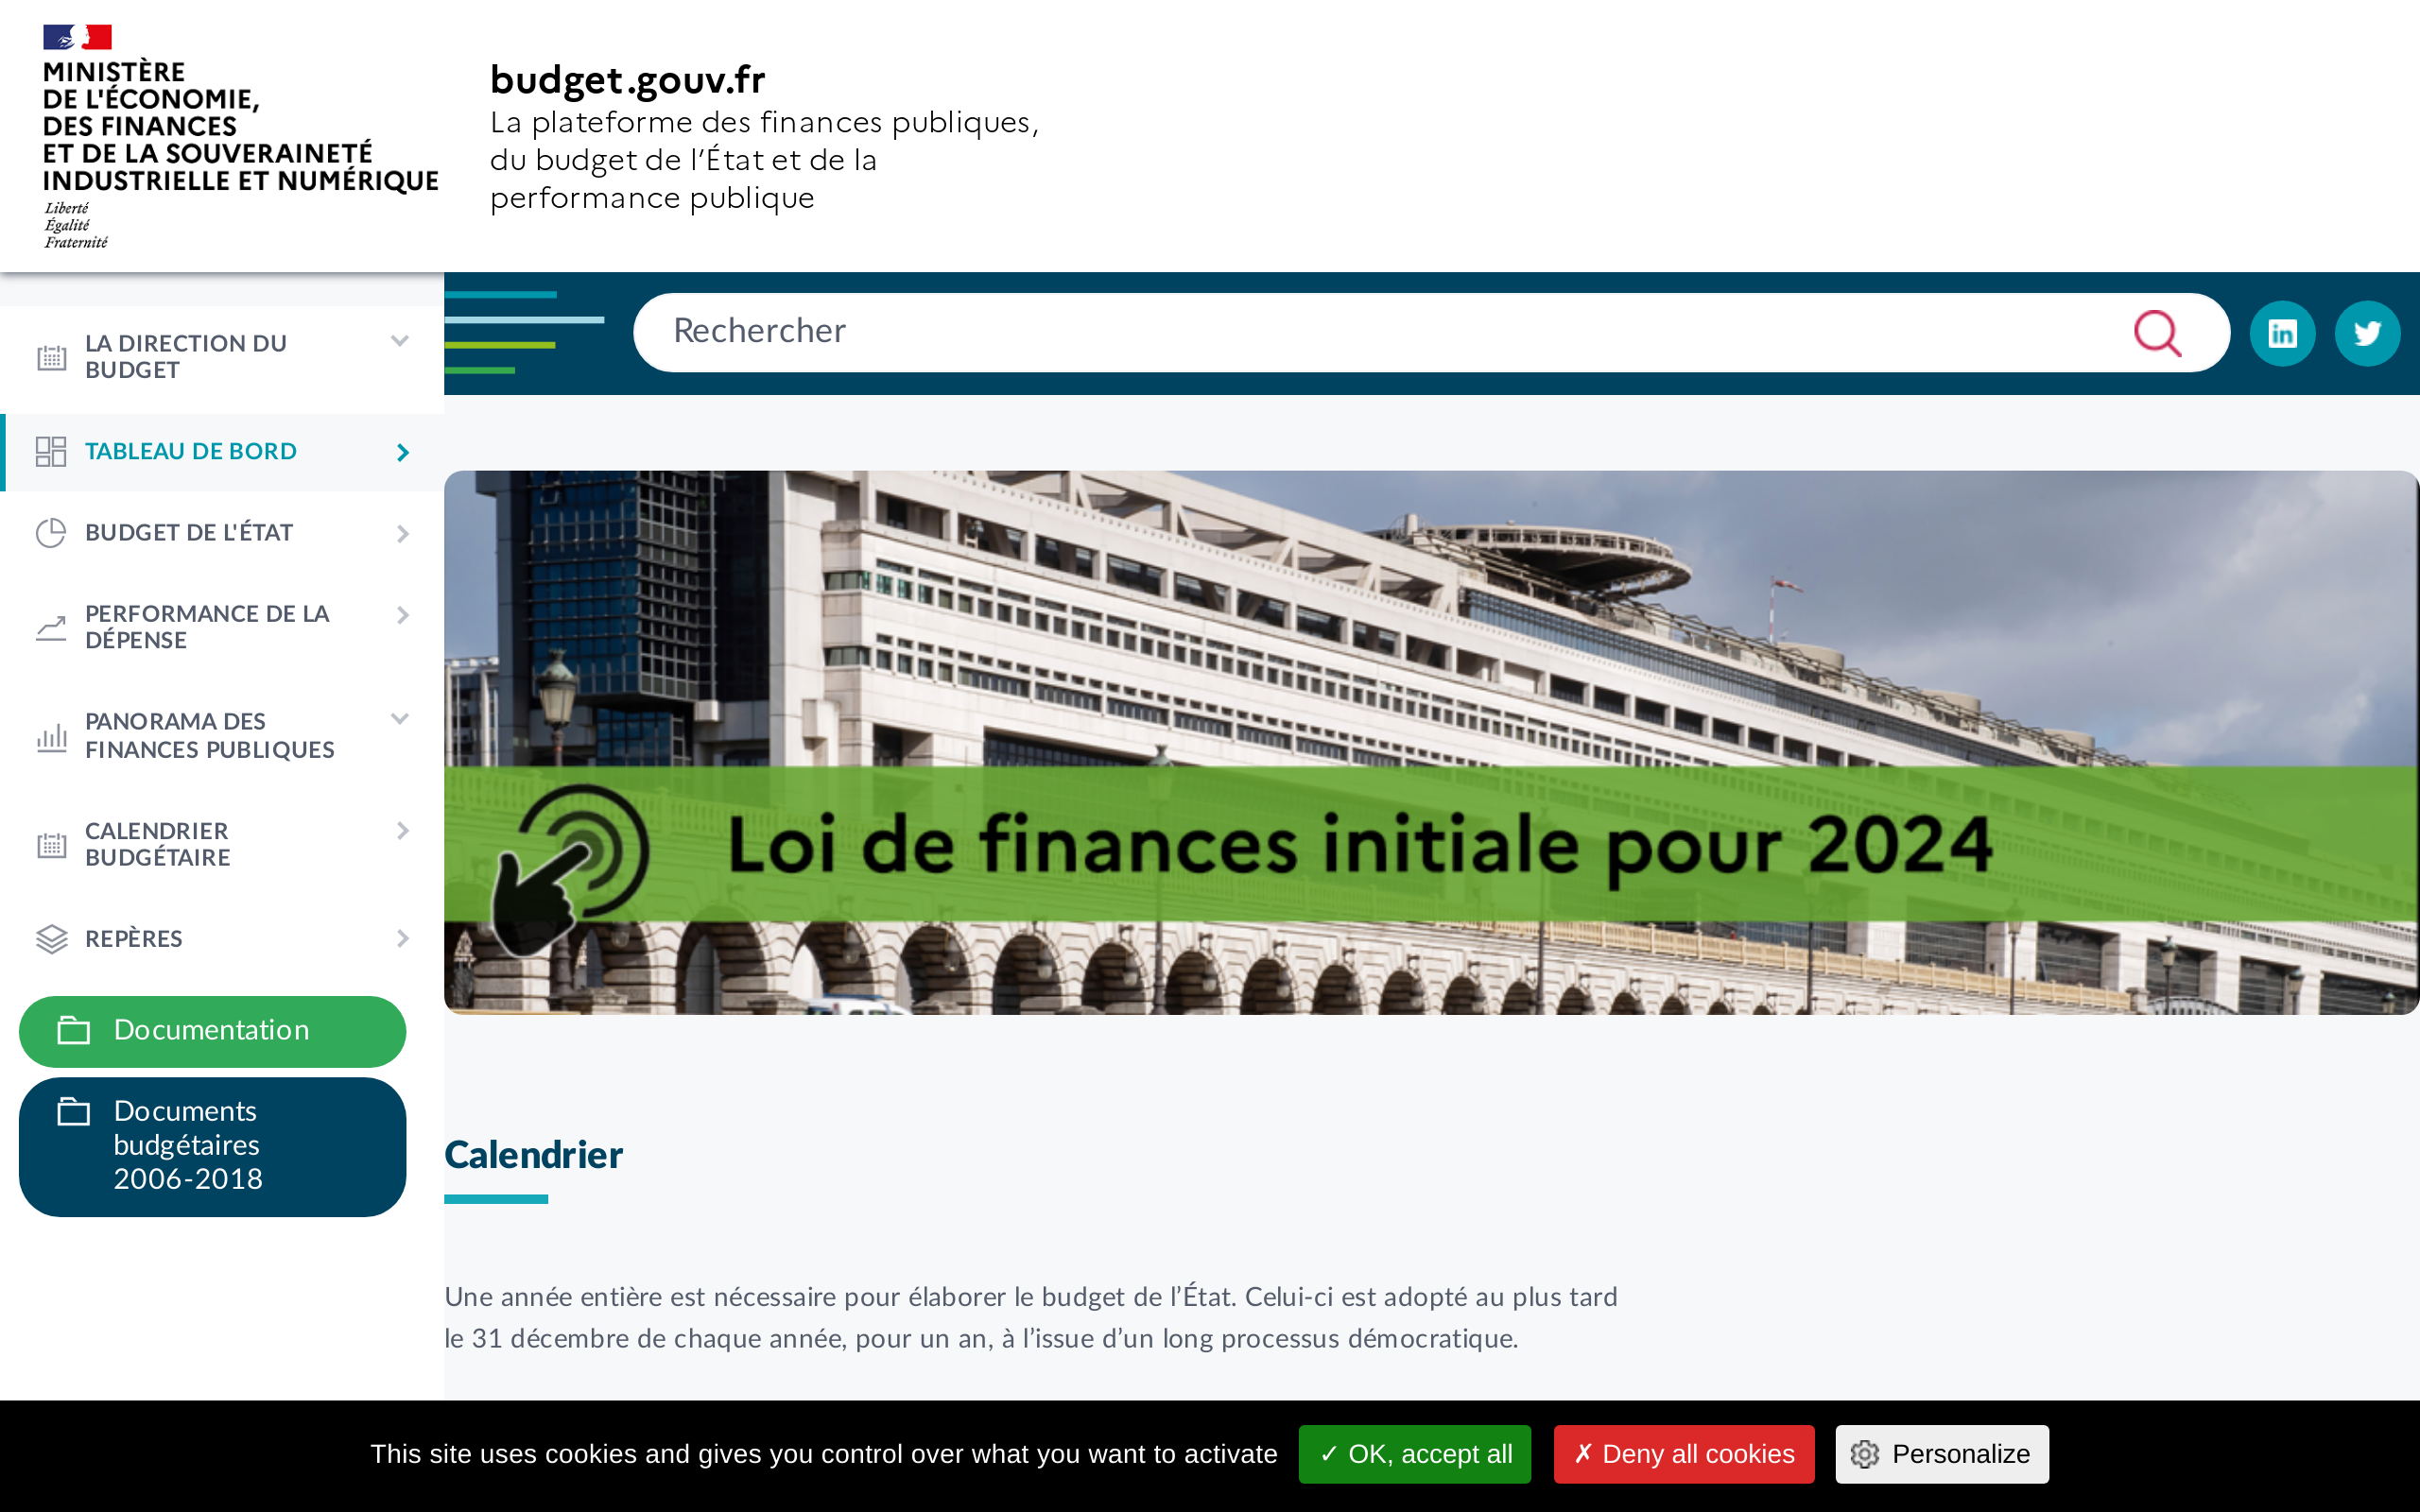 MINISTÈRE
DE L'ÉCONOMIE,
DES FINANCES
ET DE LA SOUVERAINETÉ
INDUSTRIELLE ET NUMÉRIQUE
Liberté
Égalité
Fraternité
budget.gouv.fr
La plateforme des finances publiques,
du budget de l’État et de la
performance publique
Rechercher
LA DIRECTION DU
BUDGET
TABLEAU DE BORD
BUDGET DE L'ÉTAT
PERFORMANCE DE LA
DÉPENSE
PANORAMA DES
FINANCES PUBLIQUES
CALENDRIER
BUDGÉTAIRE
REPÈRES
Documentation
Documents
budgétaires
2006-2018
Loi de finances initiale pour 2024
Calendrier
Une année entière est nécessaire pour élaborer le budget de l’État. Celui-ci est adopté au plus tard
le 31 décembre de chaque année, pour un an, à l’issue d’un long processus démocratique.
This site uses cookies and gives you control over what you want to activate
✓ OK, accept all
✗ Deny all cookies
Personalize